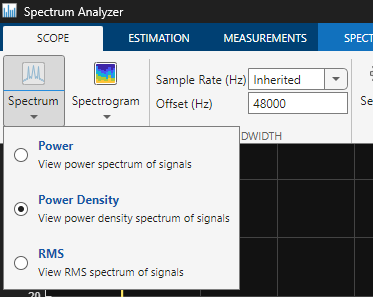 Spectrum Analyzer
SCOPE ESTIMATION MEASUREMENTS SPECT
Sample Rate (Hz) Inherited
Spectrum Spectrogram Offset (Hz) 48000 Se
DWIDTH
Power
View power spectrum of signals
Power Density
View power density spectrum of signals
RMS
View RMS spectrum of signals
20